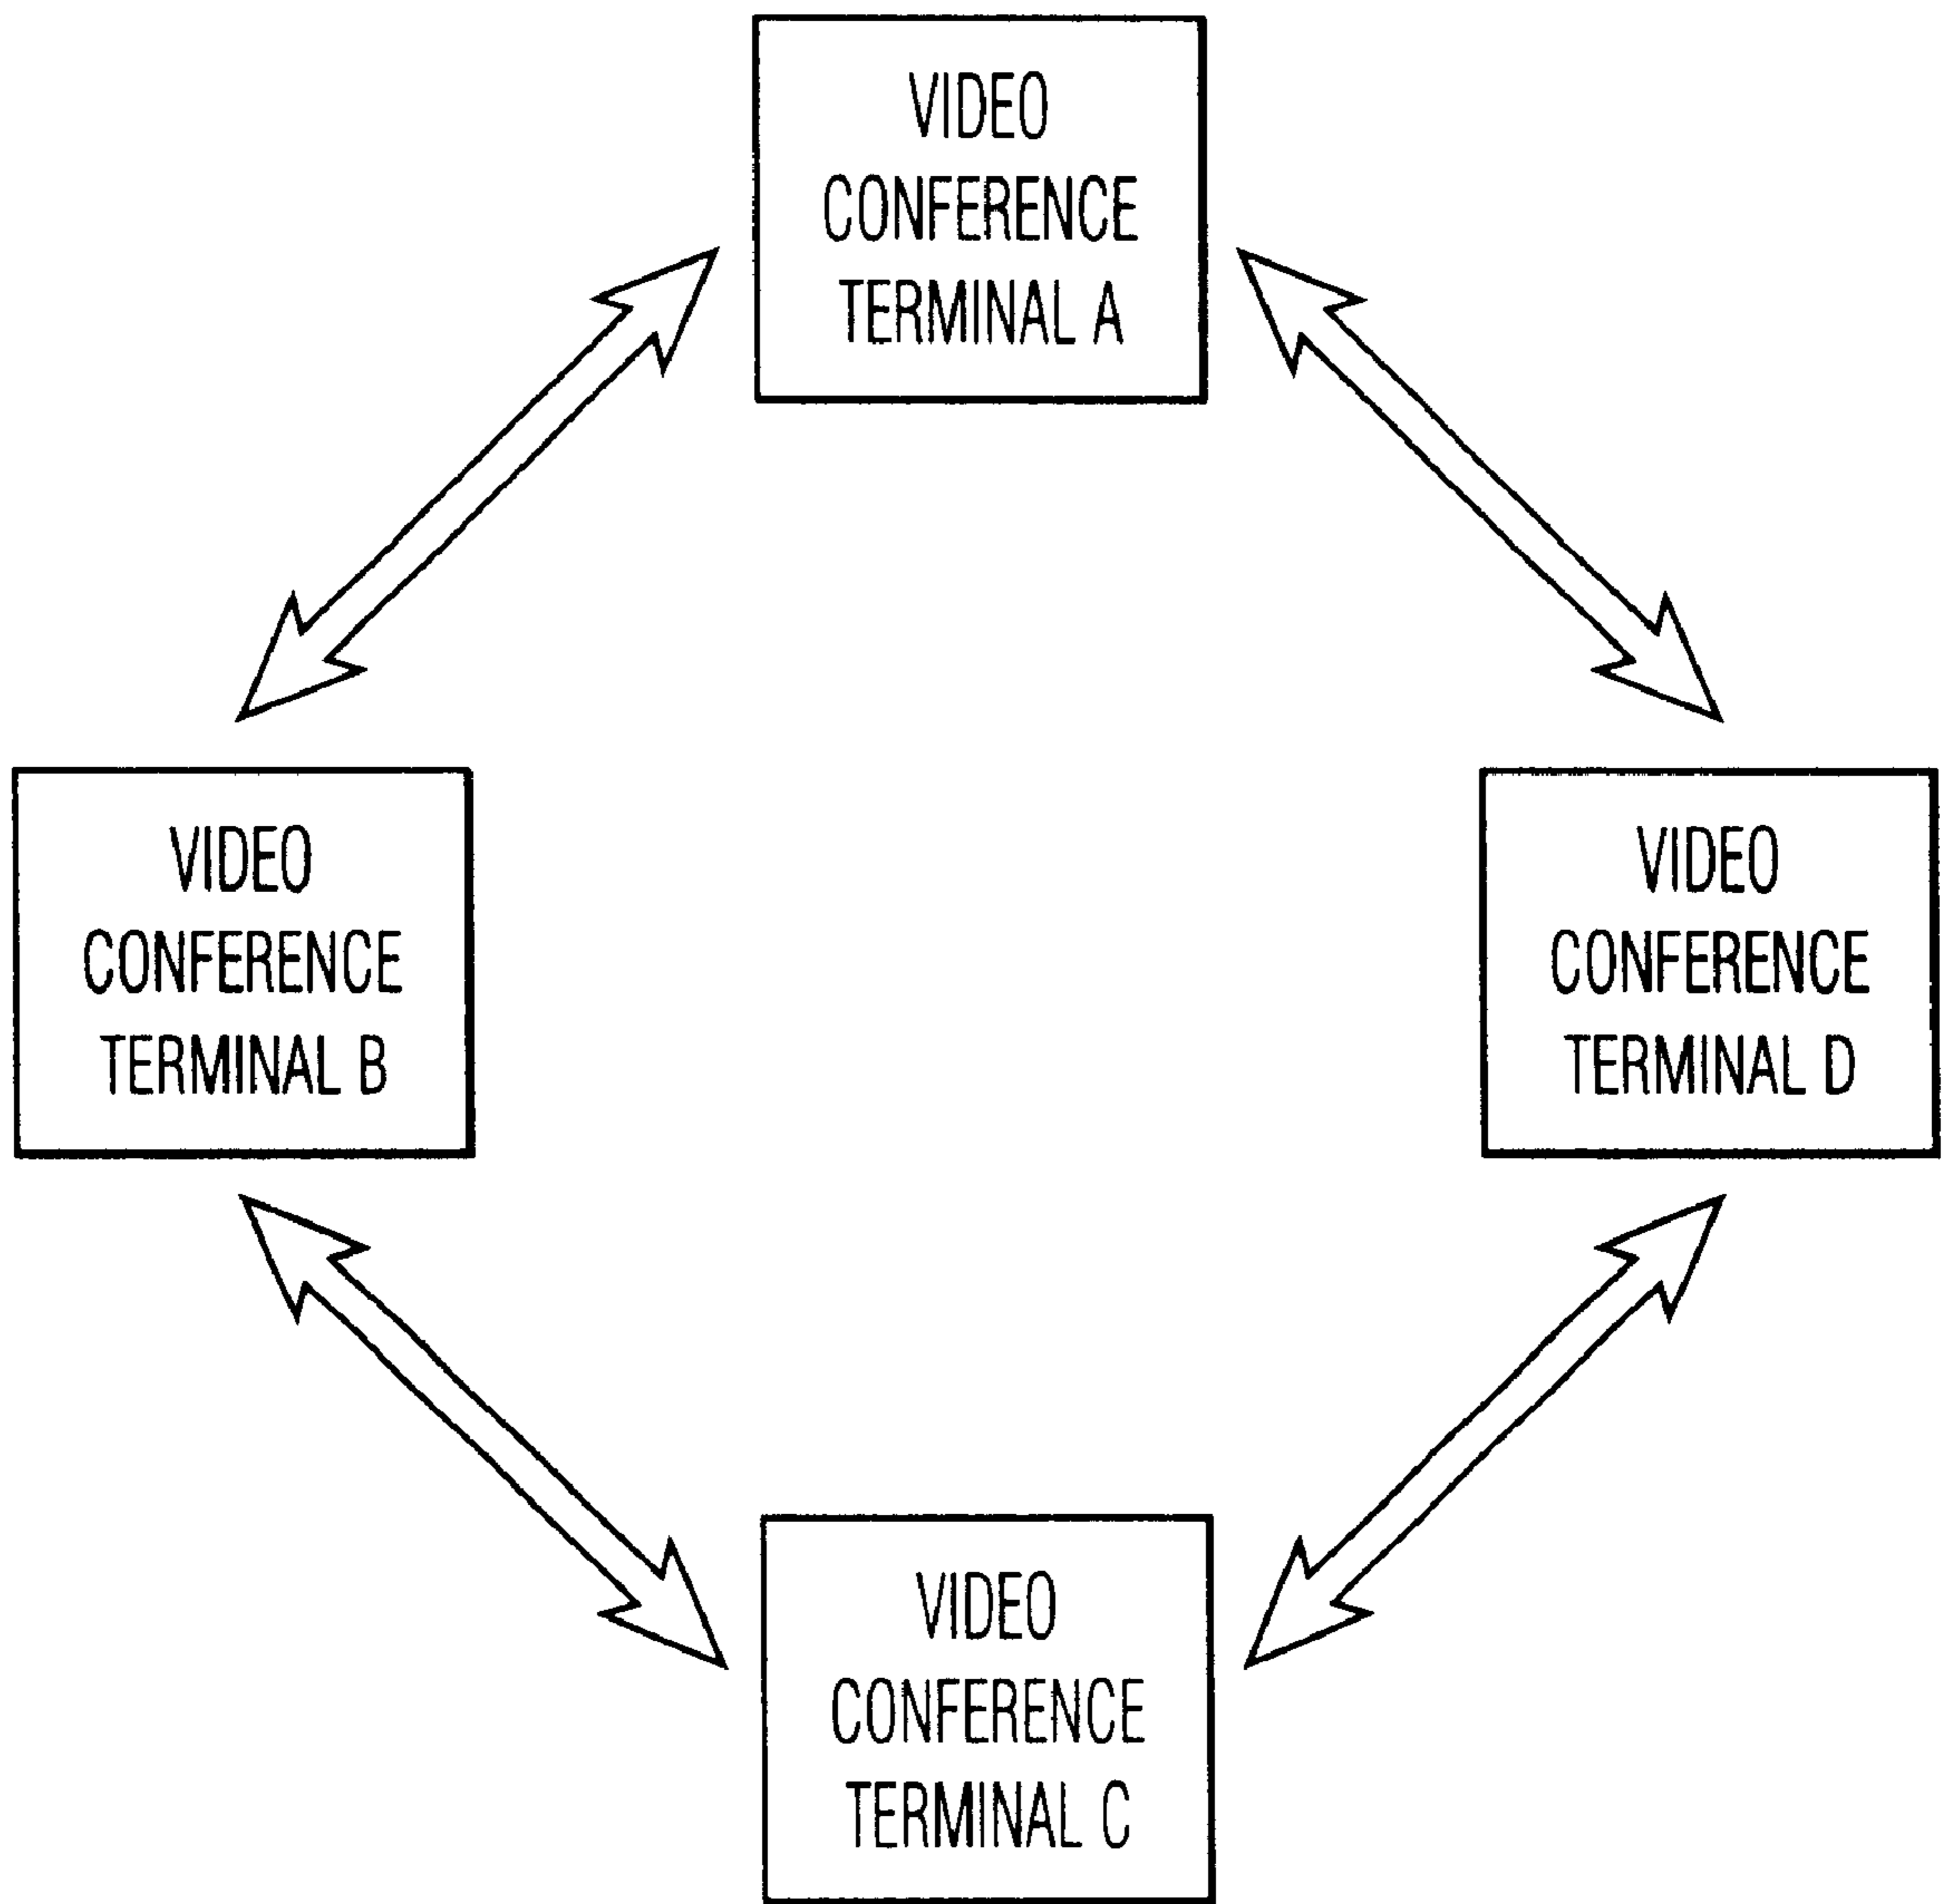 VIDEO
CONFERENCE
TERMINAL A
VIDEO
CONFERENCE
TERMINAL B
VIDEO
CONFERENCE
TERMINAL D
VIDEO
CONFERENCE
TERMINAL C